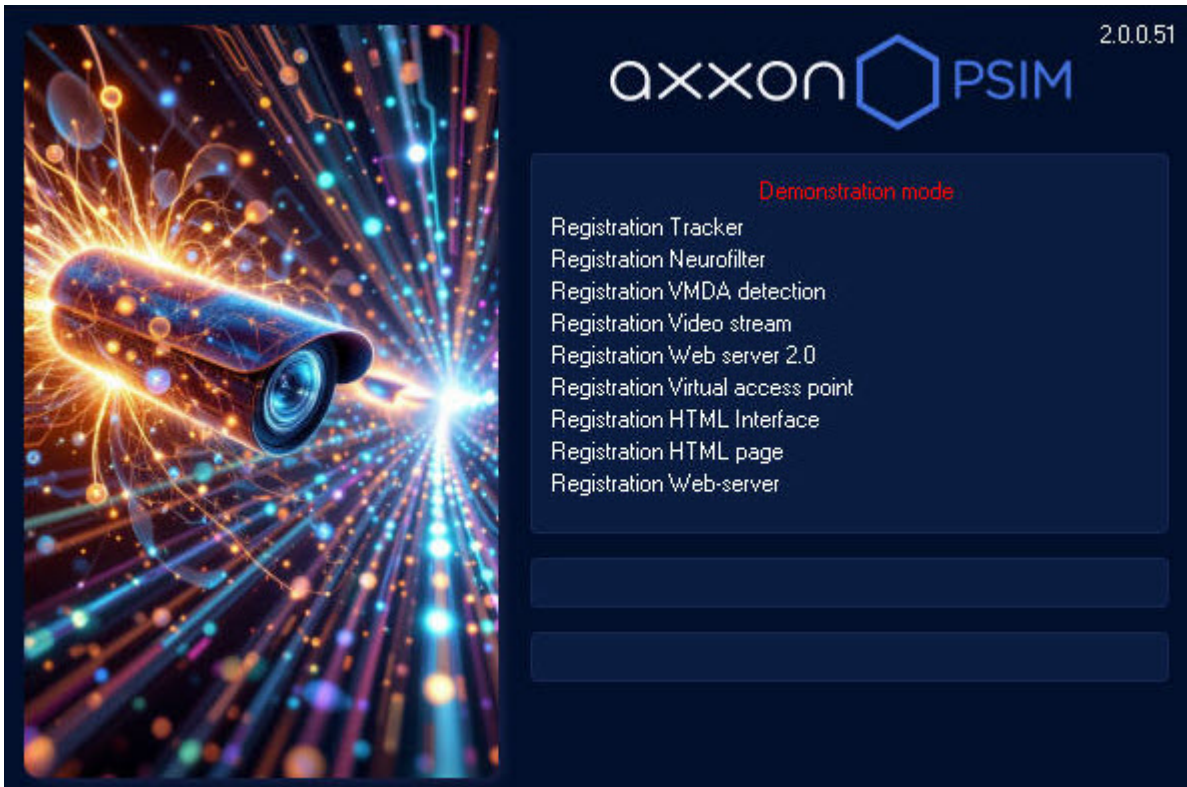 2.0.0.51
axxon PSIM
Demonstration mode
Registration Tracker
Registration Neurofilter
Registration VMDA detection
Registration Video stream
Registration Web server 2.0
Registration Virtual access point
Registration HTML Interface
Registration HTML page
Registration Web-server